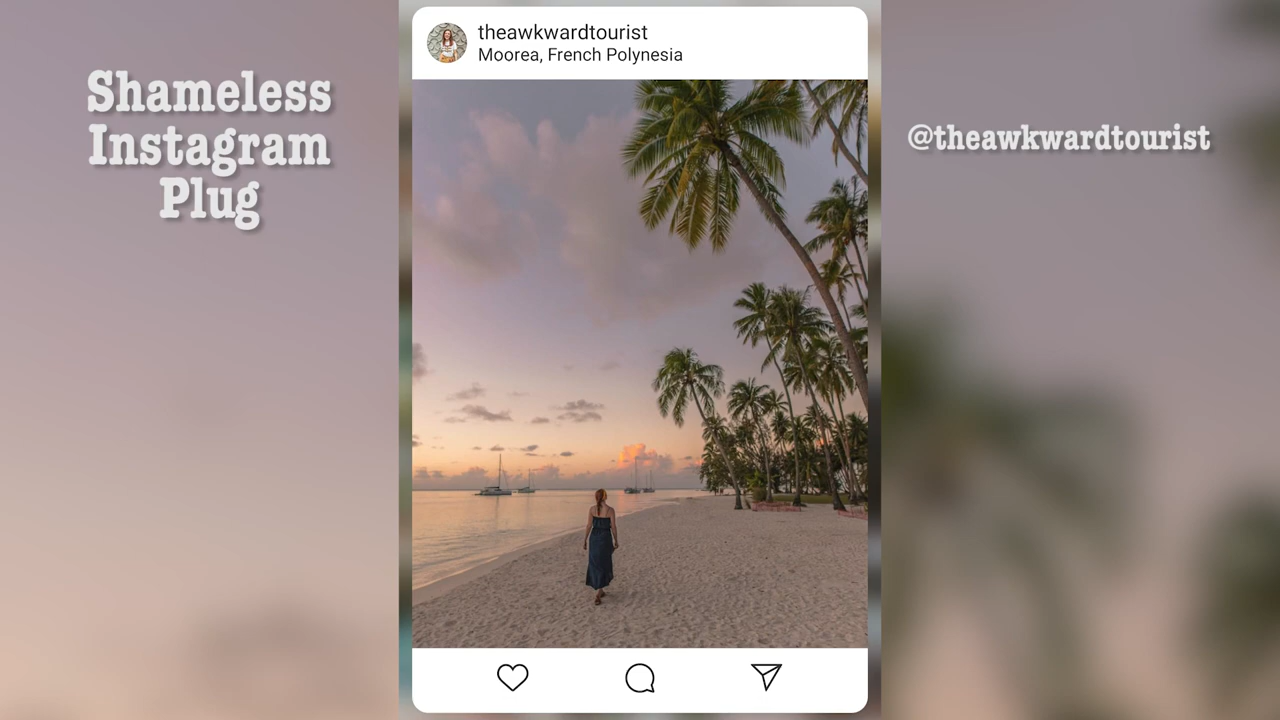 Shameless
Instagram
Plug
theawkwardtourist
Moorea, French Polynesia
@theawkwardtourist